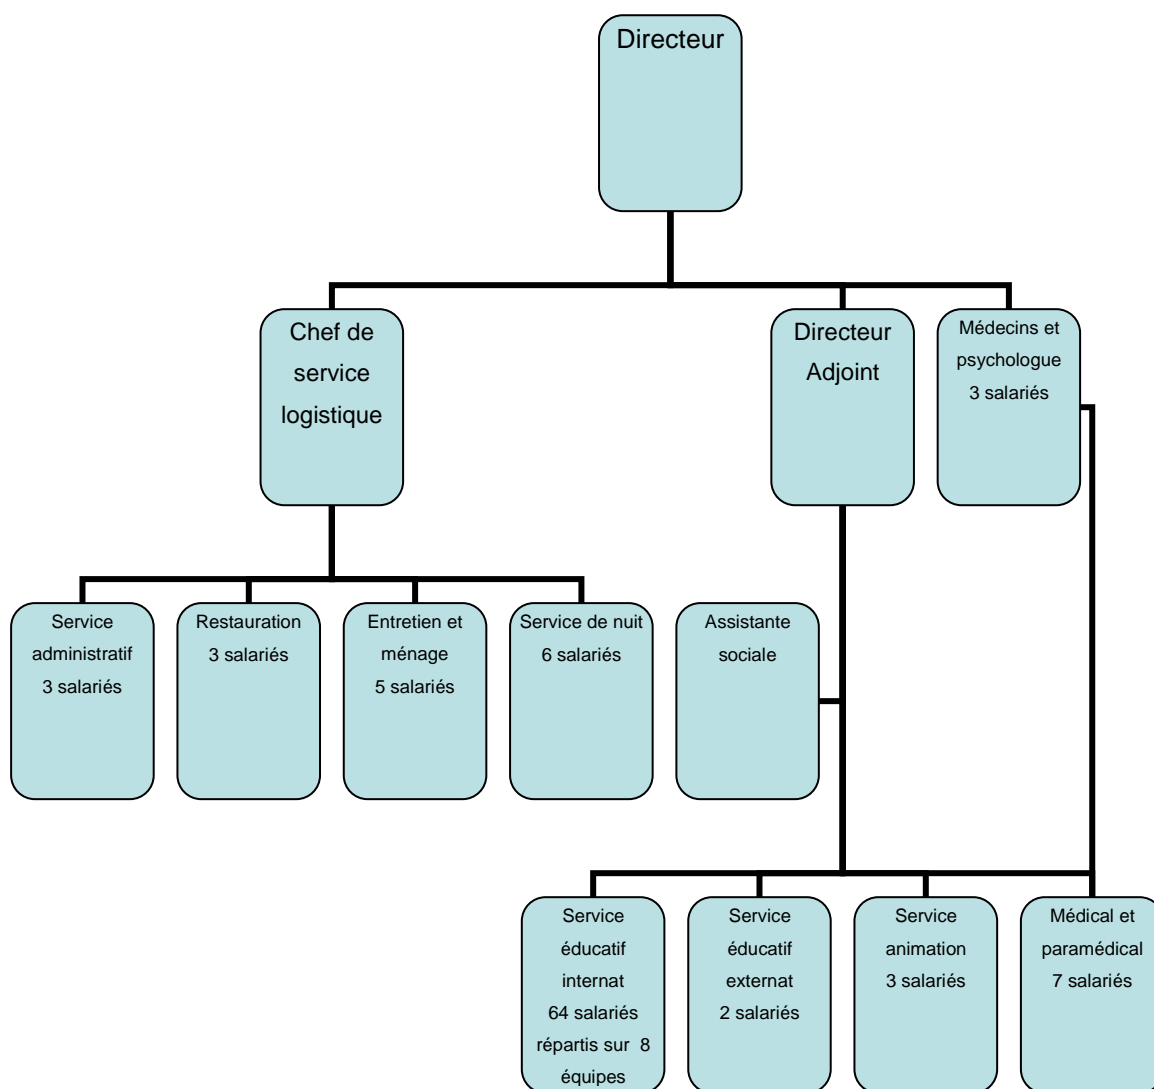 Directeur
Chef de
service
logistique
Directeur
Adjoint
Médecins et
psychologue
3 salariés
Service
administratif
3 salariés
Restauration
3 salariés
Entretien et
ménage
5 salariés
Service de nuit
6 salariés
Assistante
sociale
Service
éducatif
internat
64 salariés
répartis sur 8
équipes
Service
éducatif
externat
2 salariés
Service
animation
3 salariés
Médical et
paramédical
7 salariés